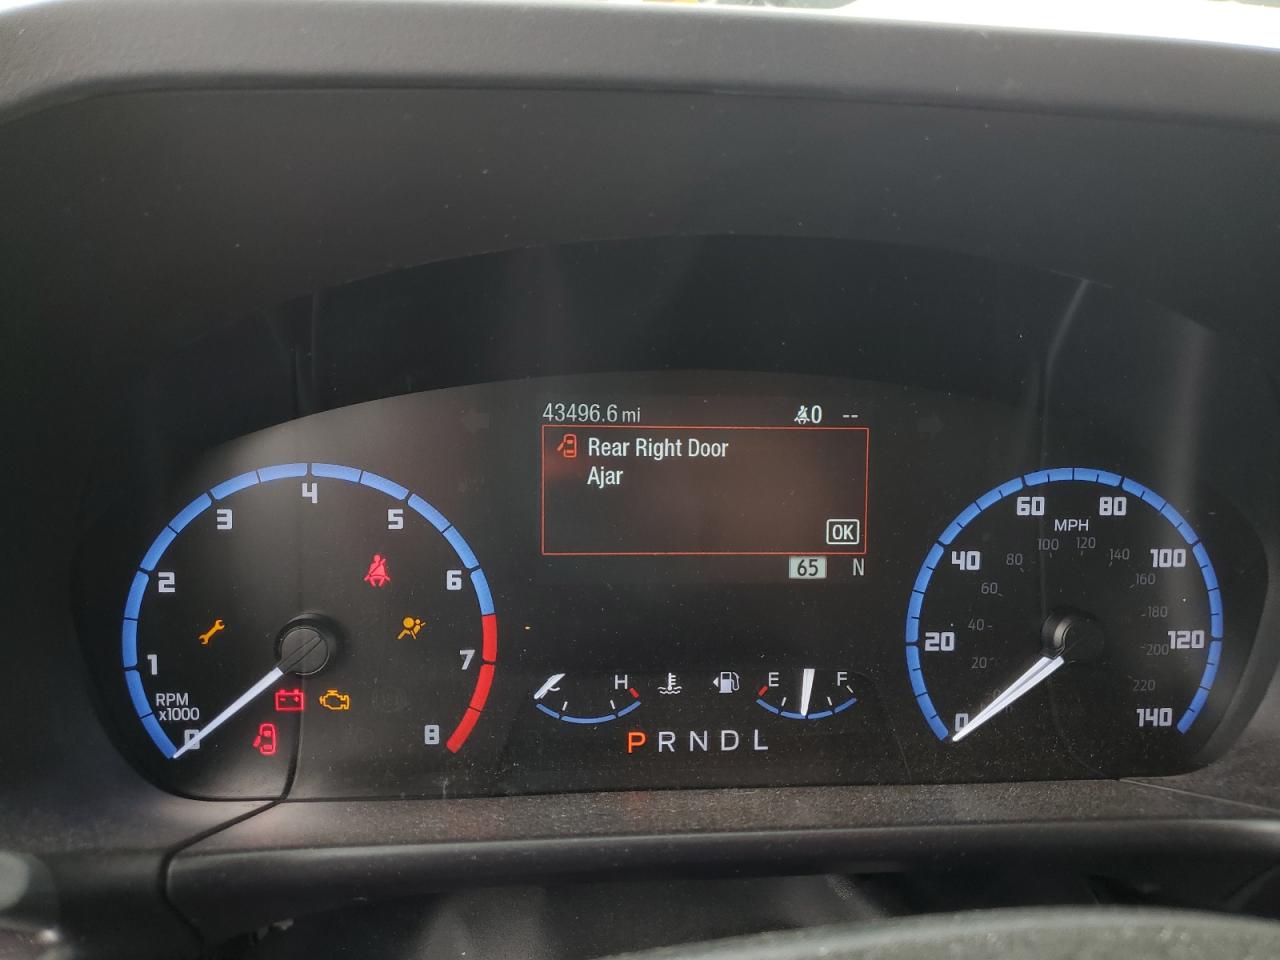 43496.6 mi
0 --
Rear Right Door
Ajar
OK
65 N
0 1 2 3 4 5 6 7 8
RPM
x1000
C H
E F
P R N D L
0 20 40 60 80 100 120 140
MPH
20 40 60 80 100 120 140 160 180 200 220